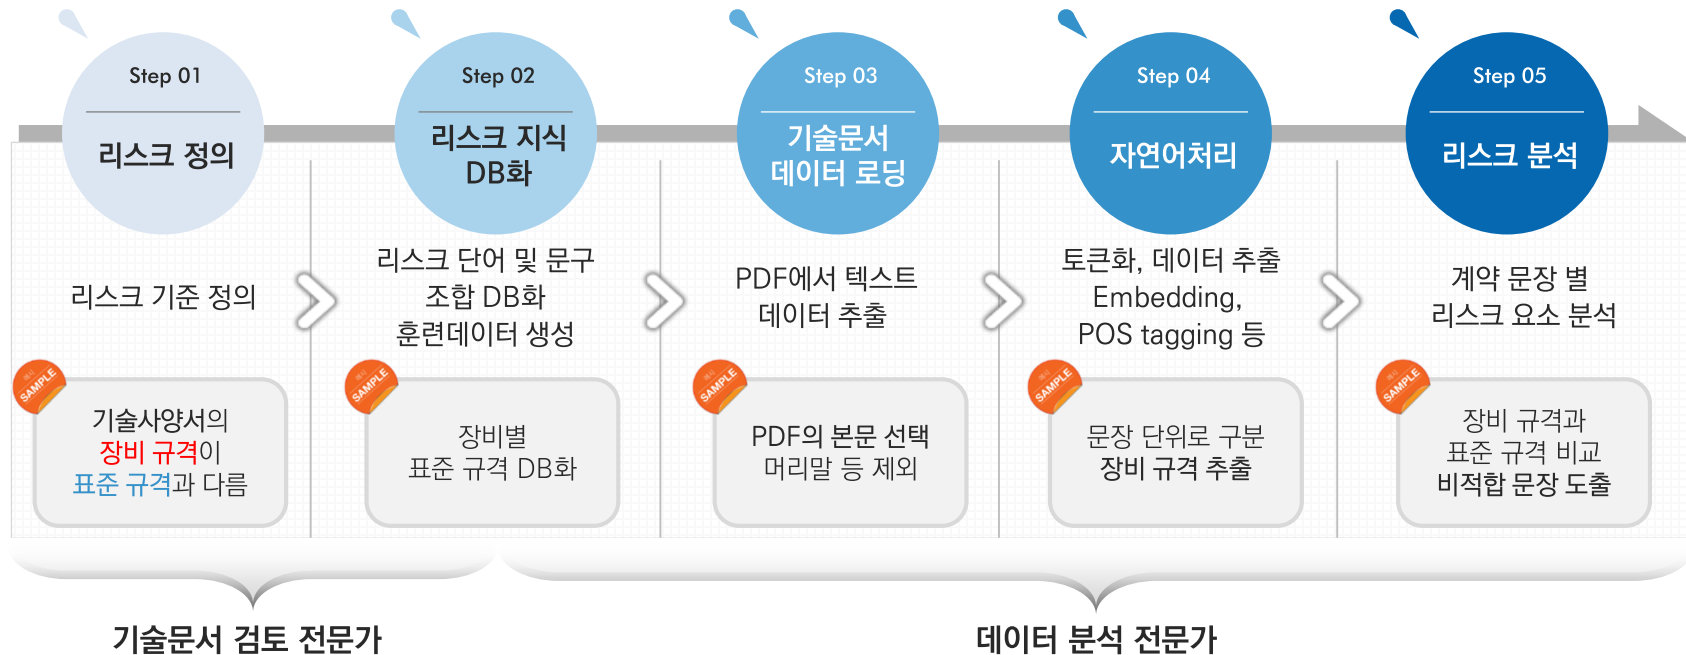 Step 01
리스크 정의
Step 02
리스크 지식
DB화
Step 03
기술문서
데이터 로딩
Step 04
자연어처리
Step 05
리스크 분석
리스크 기준 정의
리스크 단어 및 문구
조합 DB화
훈련데이터 생성
PDF에서 텍스트
데이터 추출
토큰화, 데이터 추출
Embedding,
POS tagging 등
계약 문장 별
리스크 요소 분석
예시
SAMPLE
기술사양서의
장비 규격이
표준 규격과 다름
예시
SAMPLE
장비별
표준 규격 DB화
예시
SAMPLE
PDF의 본문 선택
머리말 등 제외
예시
SAMPLE
문장 단위로 구분
장비 규격 추출
예시
SAMPLE
장비 규격과
표준 규격 비교
비적합 문장 도출
기술문서 검토 전문가
데이터 분석 전문가